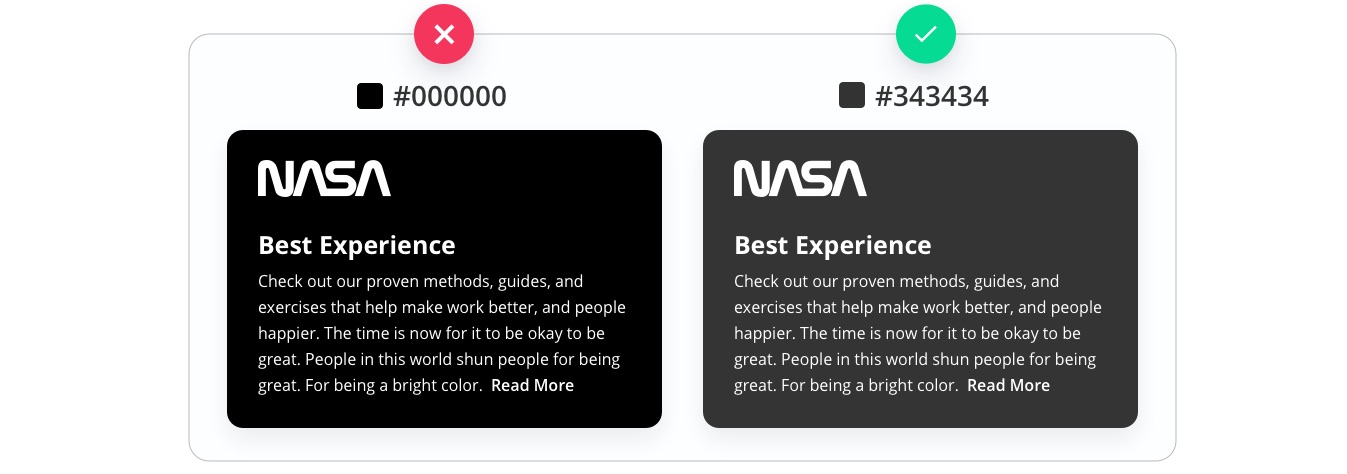 #000000
NASA
Best Experience
Check out our proven methods, guides, and
exercises that help make work better, and people
happier. The time is now for it to be okay to be
great. People in this world shun people for being
great. For being a bright color. Read More
#343434
NASA
Best Experience
Check out our proven methods, guides, and
exercises that help make work better, and people
happier. The time is now for it to be okay to be
great. People in this world shun people for being
great. For being a bright color. Read More